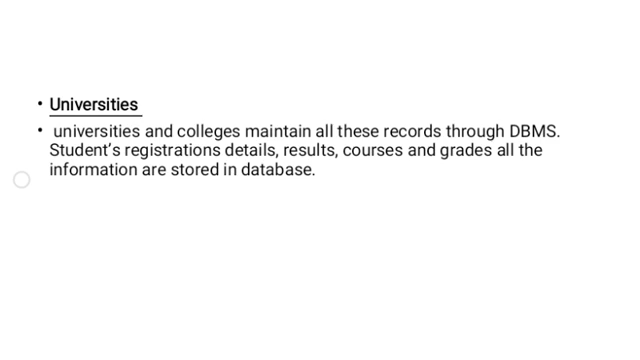 • Universities
• universities and colleges maintain all these records through DBMS.
Student's registrations details, results, courses and grades all the
information are stored in database.